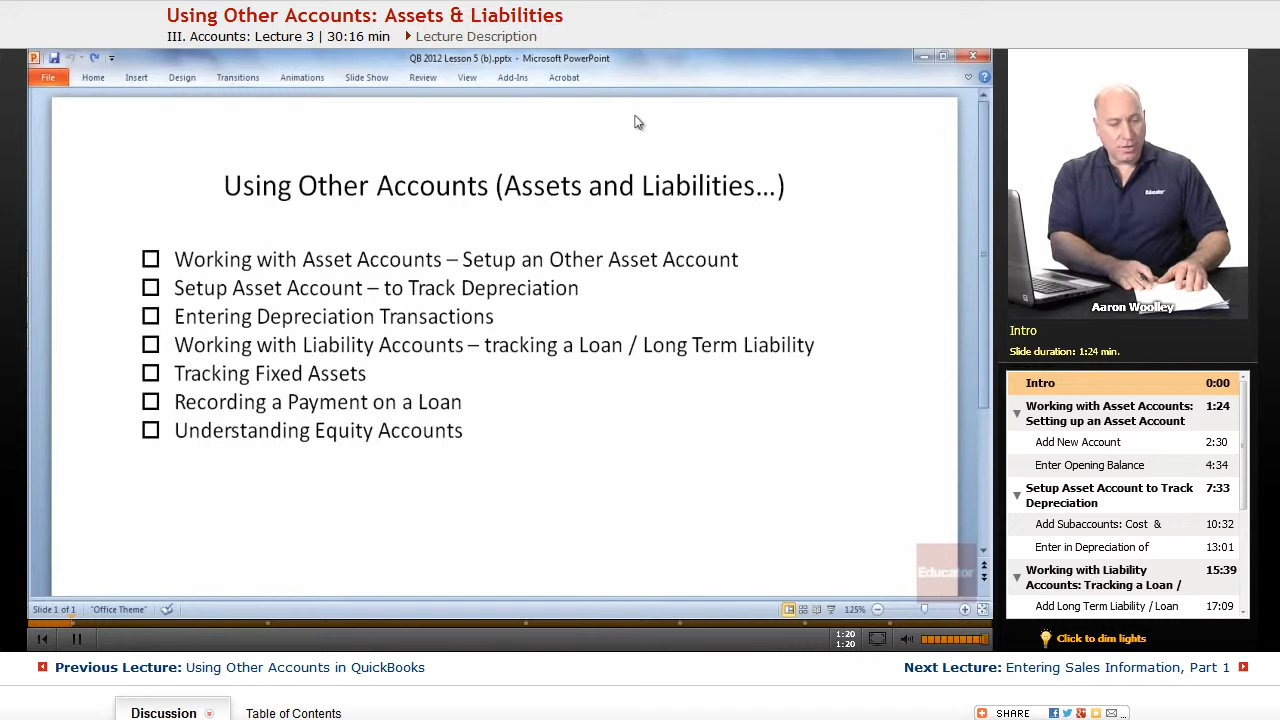 Using Other Accounts: Assets & Liabilities
III. Accounts: Lecture 3 | 30:16 min
Lecture Description
QB 2012 Lesson 5 (b).pptx - Microsoft PowerPoint
File Home Insert Design Transitions Animations Slide Show Review View Add-Ins Acrobat
Using Other Accounts (Assets and Liabilities...)
Working with Asset Accounts – Setup an Other Asset Account
Setup Asset Account – to Track Depreciation
Entering Depreciation Transactions
Working with Liability Accounts – tracking a Loan / Long Term Liability
Tracking Fixed Assets
Recording a Payment on a Loan
Understanding Equity Accounts
Educator
Slide 1 of 1 "Office Theme" 125%
1:20
1:20
Educator
Aaron Woolley
Intro
Slide duration: 1:24 min.
Intro 0:00
Working with Asset Accounts: 1:24
Setting up an Asset Account
Add New Account 2:30
Enter Opening Balance 4:34
Setup Asset Account to Track 7:33
Depreciation
Add Subaccounts: Cost & 10:32
Enter in Depreciation of 13:01
Working with Liability 15:39
Accounts: Tracking a Loan /
Add Long Term Liability / Loan 17:09
Click to dim lights
Previous Lecture: Using Other Accounts in QuickBooks
Next Lecture: Entering Sales Information, Part 1
Discussion
Table of Contents
SHARE